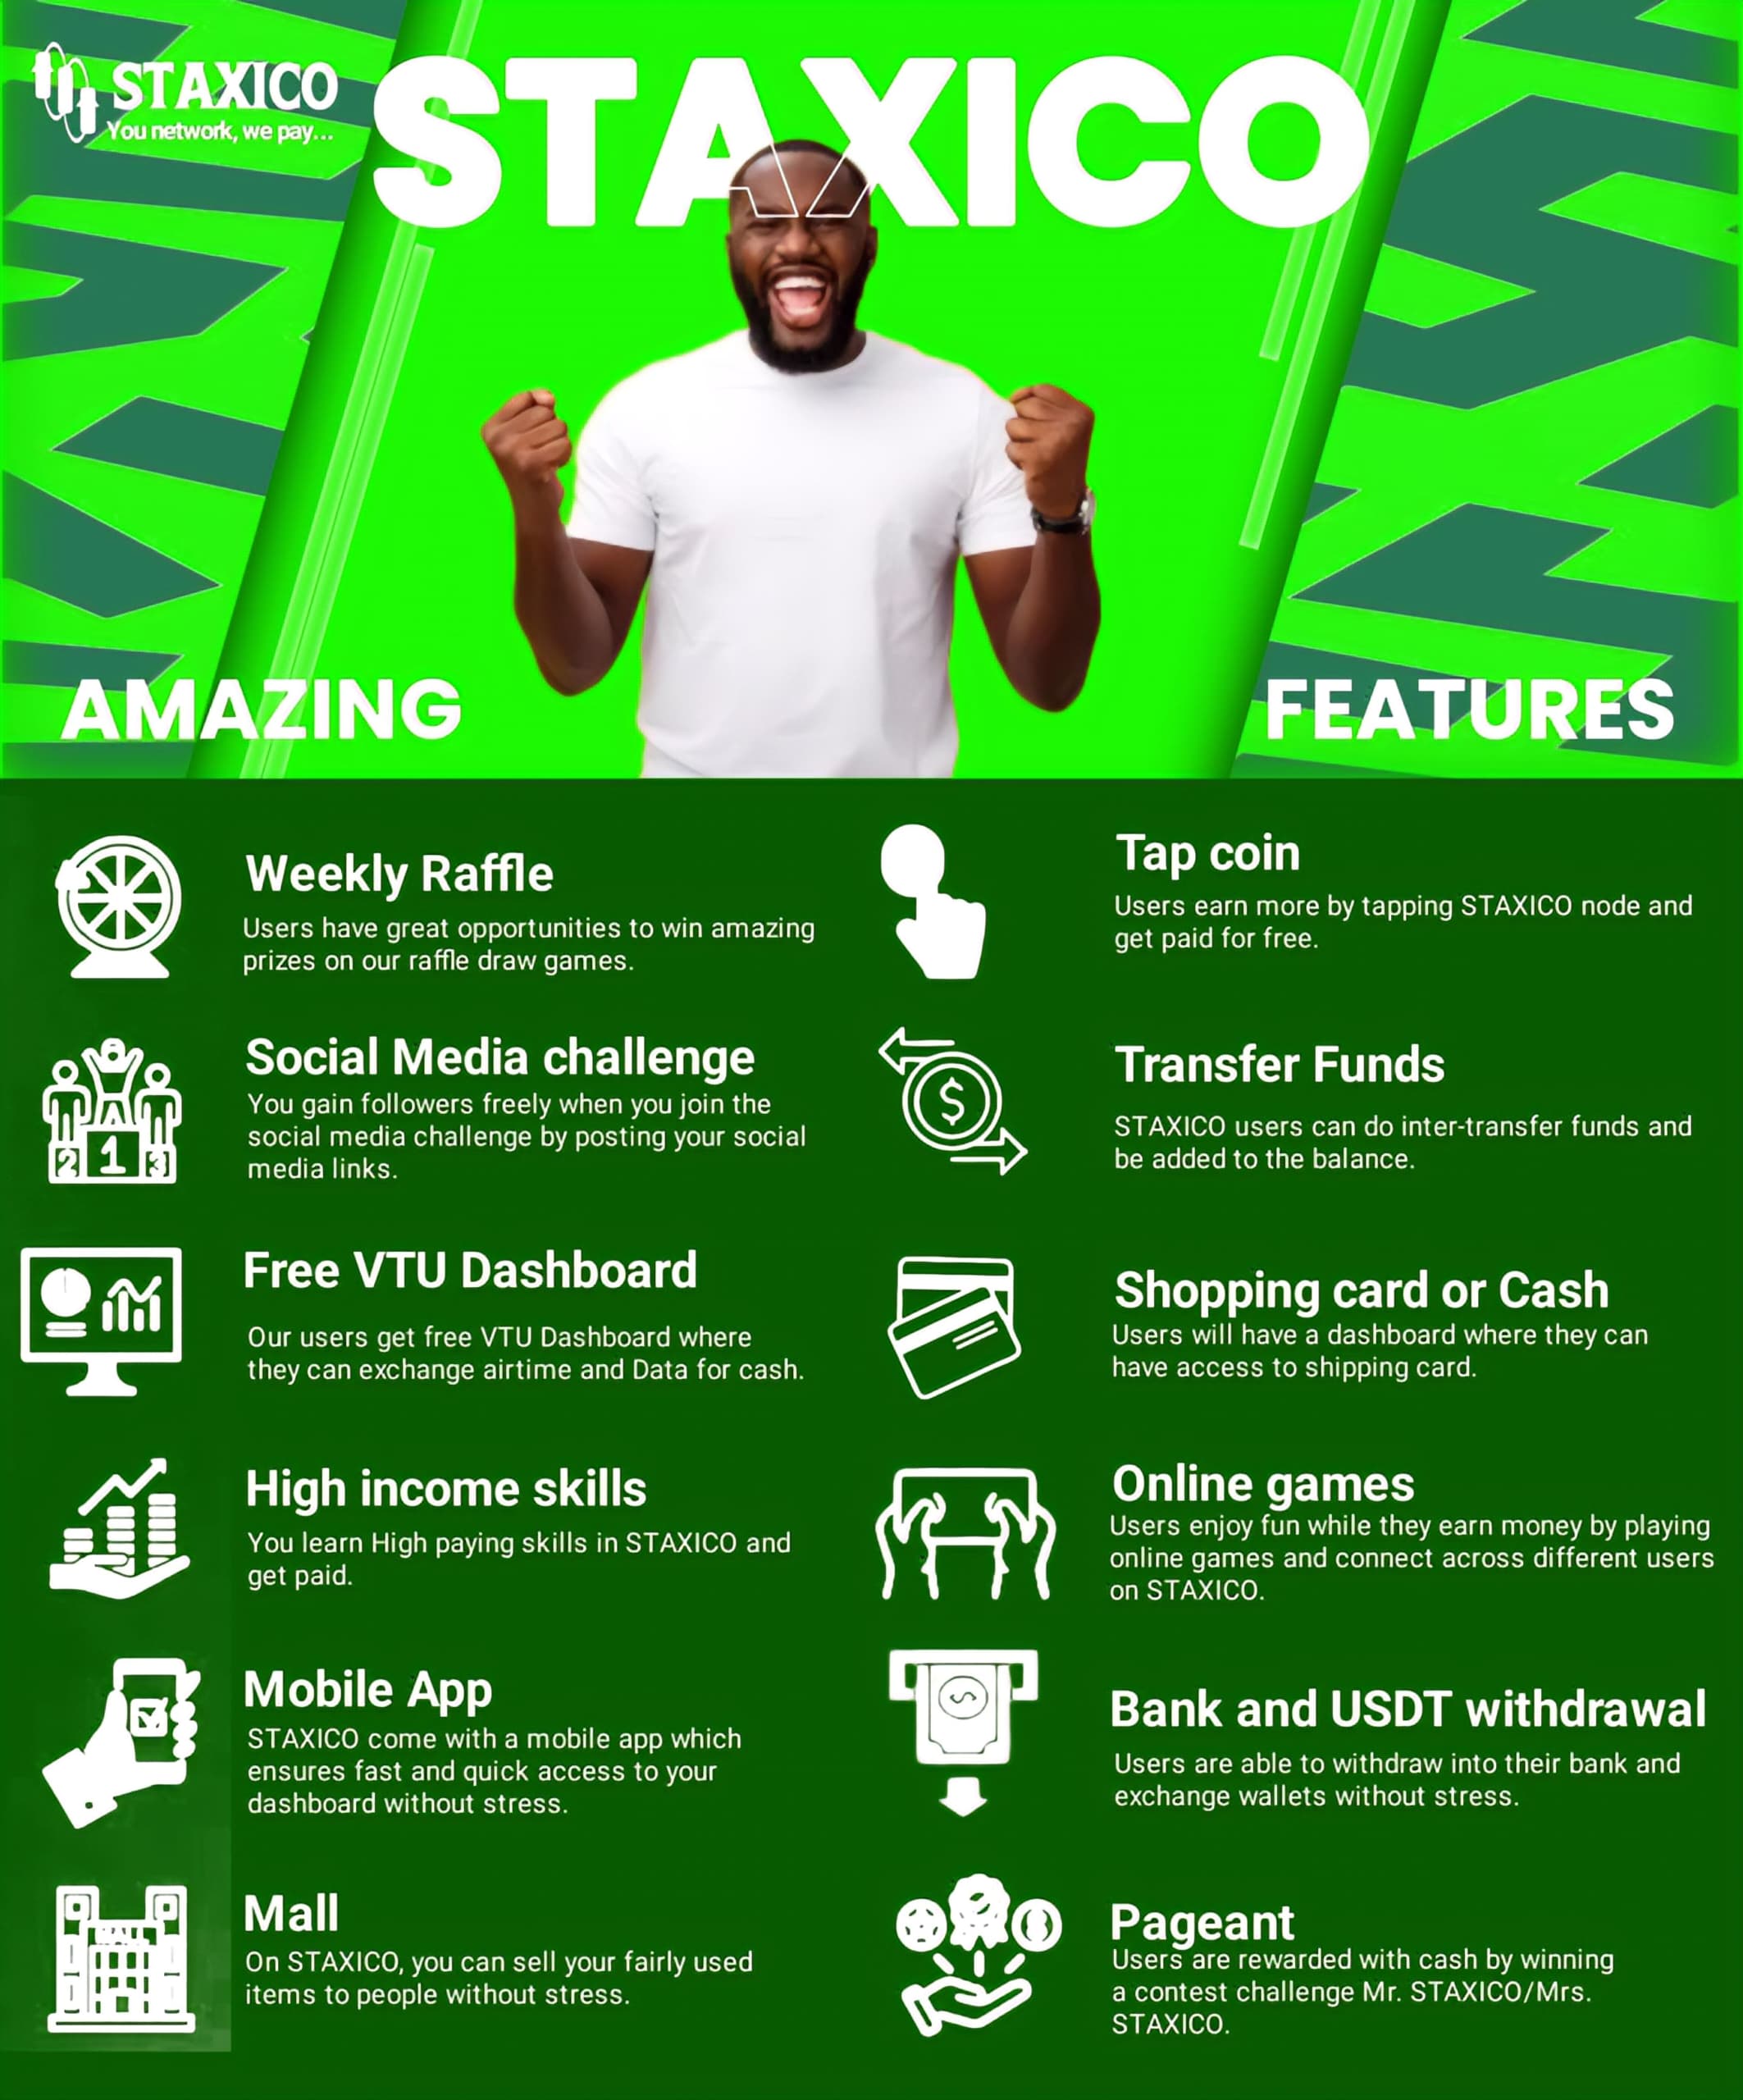 STAXICO
You network, we pay...
STAXICO
AMAZING
FEATURES
Weekly Raffle
Users have great opportunities to win amazing
prizes on our raffle draw games.
Tap coin
Users earn more by tapping STAXICO node and
get paid for free.
Social Media challenge
You gain followers freely when you join the
social media challenge by posting your social
media links.
2 1 3
Transfer Funds
STAXICO users can do inter-transfer funds and
be added to the balance.
$
Free VTU Dashboard
Our users get free VTU Dashboard where
they can exchange airtime and Data for cash.
Shopping card or Cash
Users will have a dashboard where they can
have access to shipping card.
High income skills
You learn High paying skills in STAXICO and
get paid.
Online games
Users enjoy fun while they earn money by playing
online games and connect across different users
on STAXICO.
Mobile App
STAXICO come with a mobile app which
ensures fast and quick access to your
dashboard without stress.
Bank and USDT withdrawal
Users are able to withdraw into their bank and
exchange wallets without stress.
Mall
On STAXICO, you can sell your fairly used
items to people without stress.
Pageant
Users are rewarded with cash by winning
a contest challenge Mr. STAXICO/Mrs.
STAXICO.